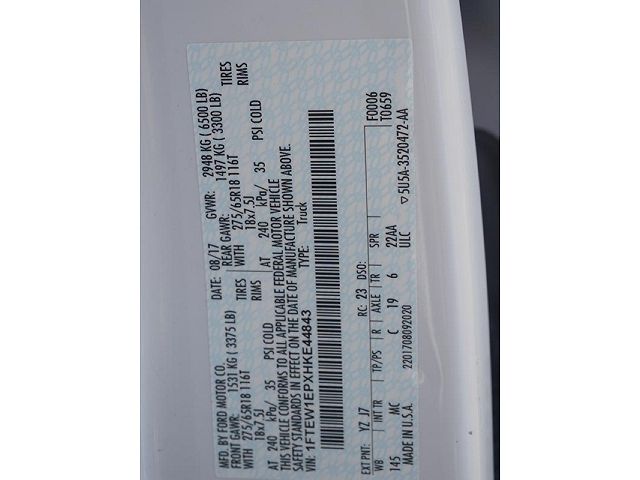 MFD. BY FORD MOTOR CO.
DATE: 08/17 GVWR: 2948 KG ( 6500 LB)
FRONT GAWR: 1531 KG ( 3375 LB) REAR GAWR: 1497 KG ( 3300 LB)
WITH TIRES WITH TIRES
275/65R18 116T 275/65R18 116T
18x7.5J RIMS 18x7.5J RIMS
AT 240 kPa/ 35 PSI COLD AT 240 kPa/ 35 PSI COLD
THIS VEHICLE CONFORMS TO ALL APPLICABLE FEDERAL MOTOR VEHICLE
SAFETY STANDARDS IN EFFECT ON THE DATE OF MANUFACTURE SHOWN ABOVE.
VIN: 1FTEW1EPXHKE44843 TYPE: Truck
F0006
T0659
EXT PNT: YZ J7 RC: 23 DSO:
WB INT TR TP/PS R AXLE TR SPR
145 MC C 19 6 22AA
ULC ▽5U5A-3520472-AA
MADE IN U.S.A. 2201708092020